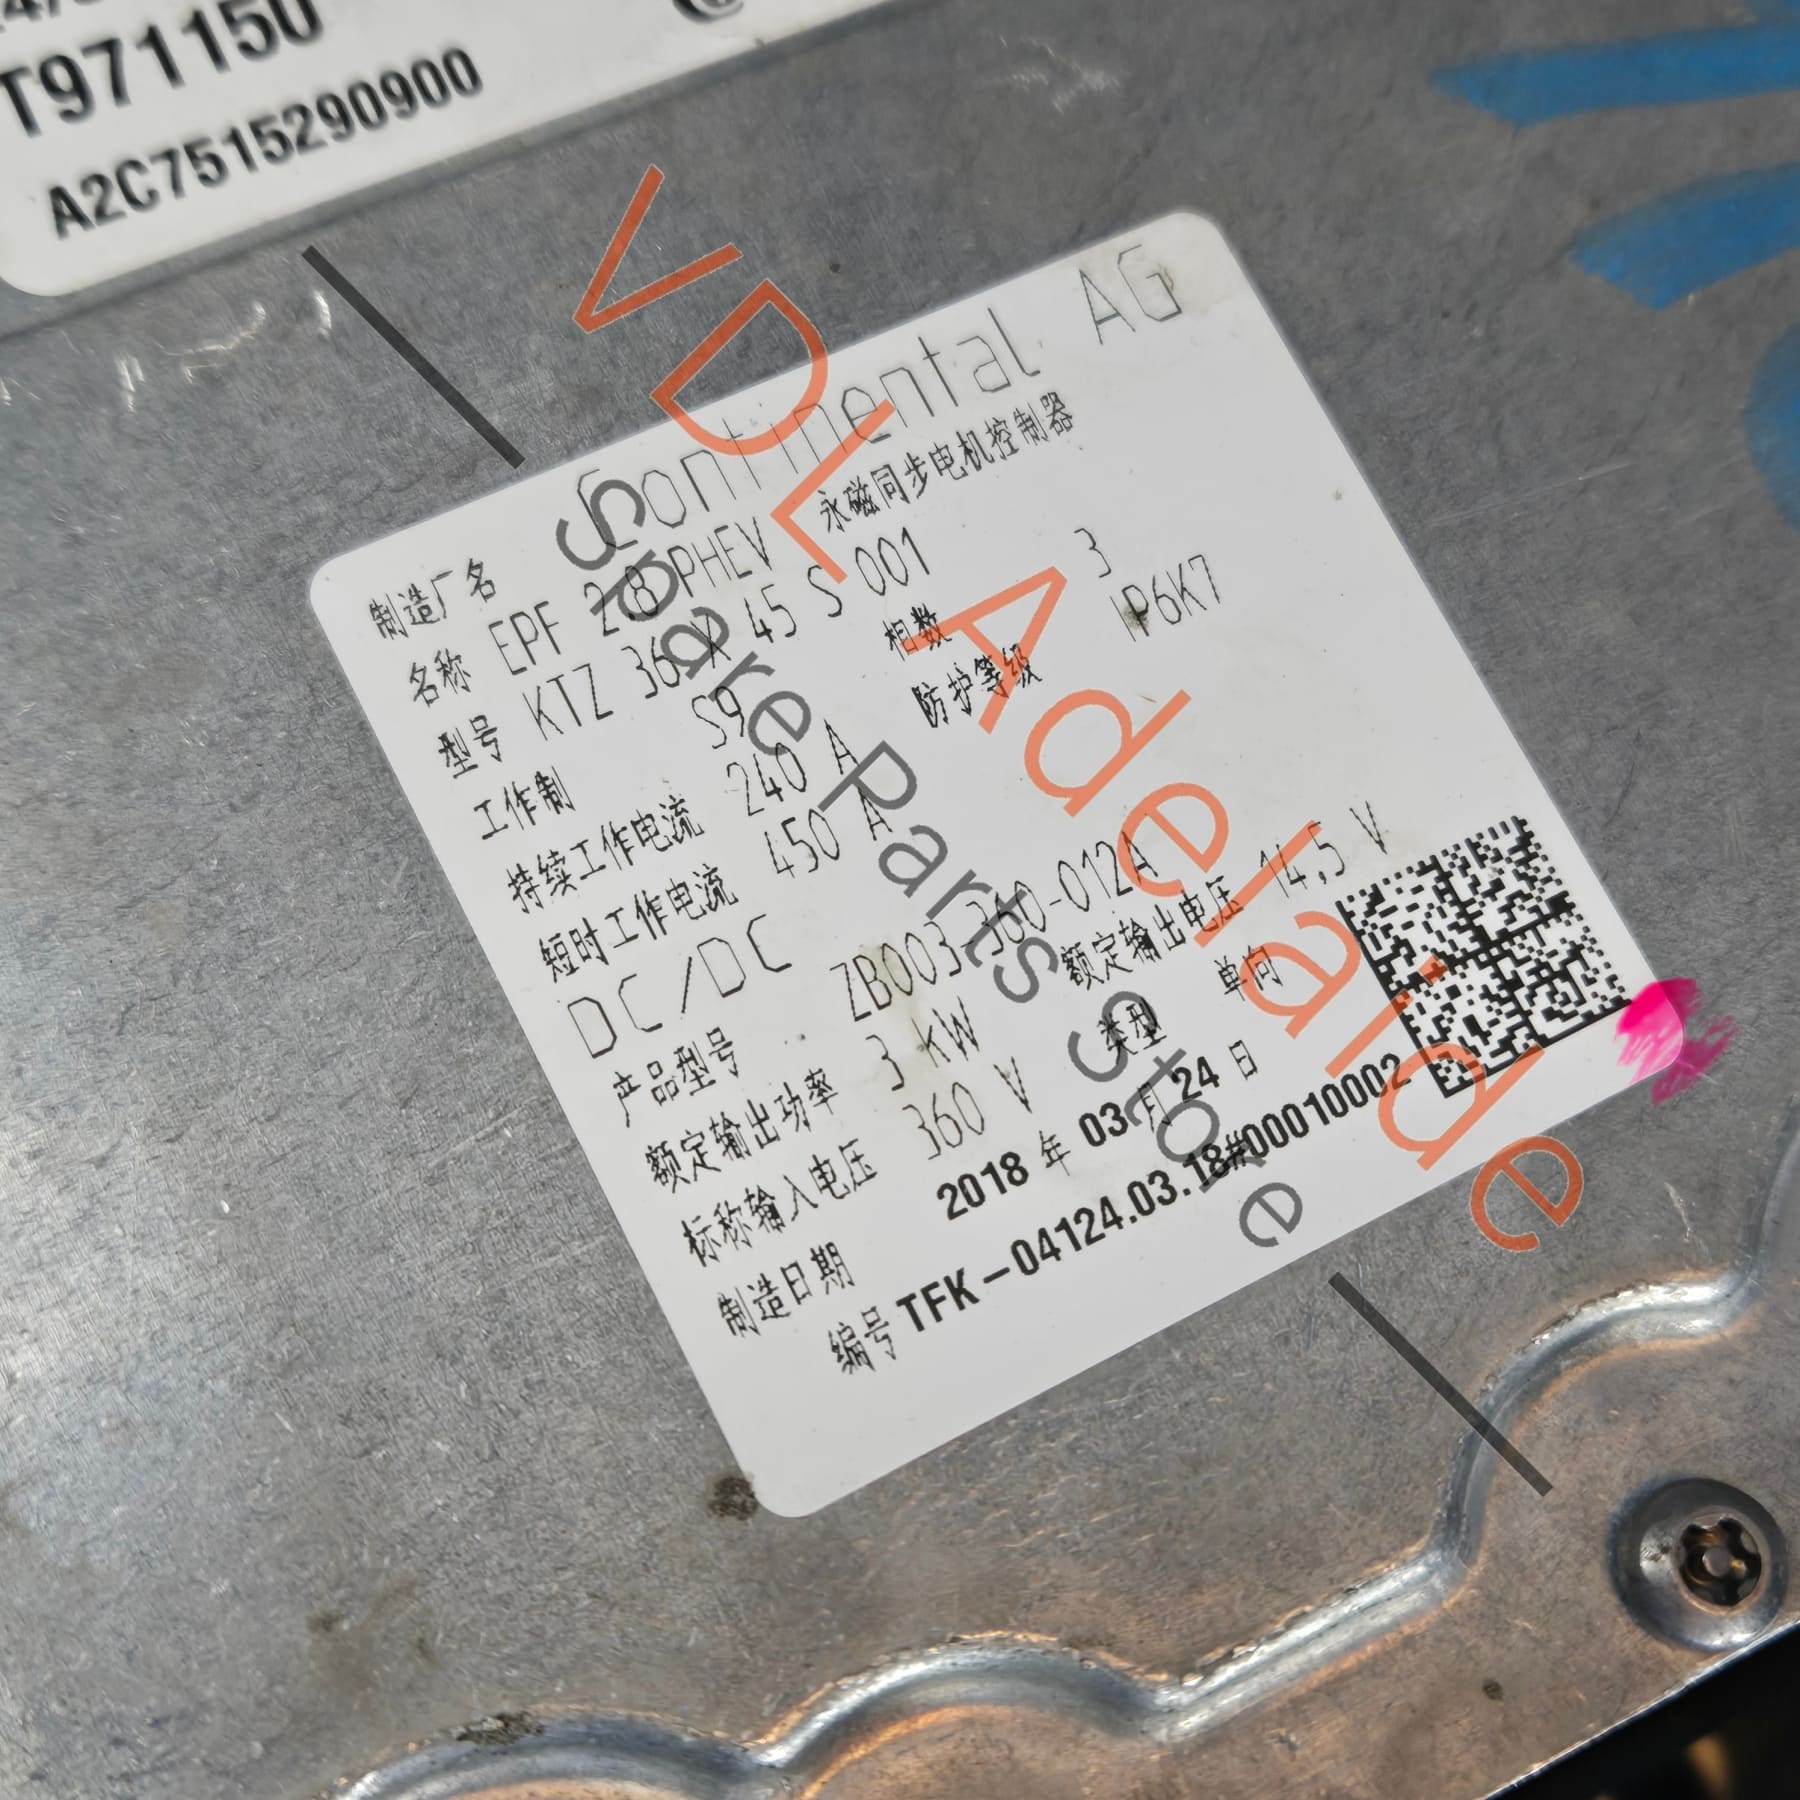 T971150
A2C7515290900
制造厂名 Continental AG
名称 EPF 2.8 PHEV 永磁同步电机控制器
型号 KTZ 36 X 45 S 001
工作制 S9 相数 3
持续工作电流 240 A 防护等级 IP6K7
短时工作电流 450 A
DC/DC
产品型号 ZB003-360-012A
额定输出功率 3 KW 额定输出电压 14,5 V
标称输入电压 360 V 类型 单向
制造日期 2018 年 03 月 24 日
编号 TFK-04124.03.18#00010002
VDL Adelaide
Spare Parts Store